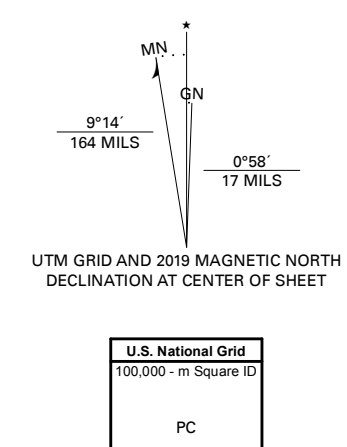 ★
MN
GN
9°14´
164 MILS
0°58´
17 MILS
UTM GRID AND 2019 MAGNETIC NORTH
DECLINATION AT CENTER OF SHEET
U.S. National Grid
100,000 - m Square ID
PC